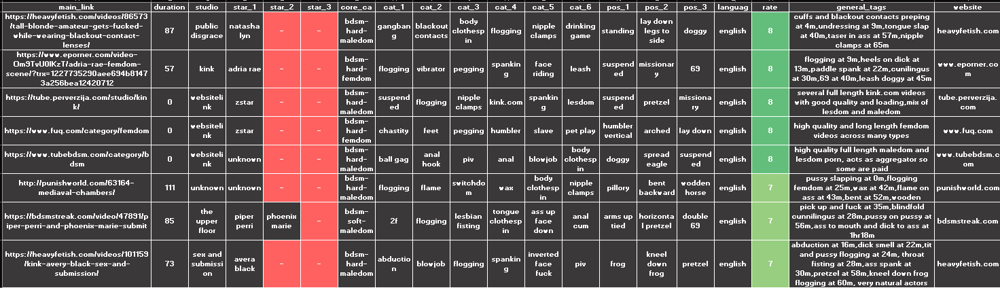 main_link duration studio star_1 star_2 star_3 core_ca cat_1 cat_2 cat_3 cat_4 cat_5 cat_6 pos_1 pos_2 pos_3 languag rate general_tags website
https://heavyfetish.com/videos/86573/tall-blonde-amateur-gets-fucked-while-wearing-blackout-contact-lenses/ 87 public disgrace natasha lyn - - bdsm-hard-maledom gangbang blackout contacts body clothespin flogging nipple clamps drinking game standing lay down legs to side doggy english 8 cuffs and blackout contacts preping at 4m,undressing at 9m,tongue slap at 40m,taser in ass at 57m,nipple clamps at 65m heavyfetish.com
https://www.eporner.com/video-Om9TvU0IKzT/adria-rae-femdom-scene/?trx=1227735290aee694b81473a256bea12420712 57 kink adria rae - - bdsm-hard-femdom flogging vibrator pegging spanking face riding leash suspended missionary 69 english 8 flogging at 9m,heels on dick at 13m,paddle spank at 22m,cunilingus at 30m,69 at 40m,leash doggy at 45m www.eporner.com
https://tube.perverzija.com/studio/kink/ 0 websitelink zstar - - bdsm-hard-maledom suspended flogging nipple clamps kink.com spanking lesdom suspended pretzel missionary english 8 several full length kink.com videos with good quality and loading,mix of lesdom and maledom tube.perverzija.com
https://www.fuq.com/category/femdom 0 websitelink zstar - - bdsm-hard-femdom chastity feet pegging humbler slave pet play humbler vertical arched lay down english 8 high quality and long length femdom videos across many types www.fuq.com
https://www.tubebdsm.com/category/bdsm 0 websitelink unknown - - bdsm-hard-maledom ball gag anal hook piv anal blowjob body clothespin doggy spread eagle suspended english 8 high quality full length maledom and lesdom porn, acts as aggregator so some are paid www.tubebdsm.com
http://punishworld.com/63164-mediaval-chambers/ 111 unknown unknown - - bdsm-hard-maledom flogging flame switchdom wax body clothespin nipple clamps pillory bent backward wodden horse english 7 pussy slapping at 0m,flogging femdom at 25m,wax at 42m,flame on ass at 43m,bent at 52m,wooden punishworld.com
https://bdsmstreak.com/video/47891/piper-perri-and-phoenix-marie-submit 85 the upper floor piper perri phoenix marie - bdsm-soft-maledom 2f flogging lesbian fisting tongue clothespin ass up face down anal cum arms up tied horizontal pretzel double 69 english 7 pick up and fuck at 35m,blindfold cunnilingus at 28m,pussy on pussy at 56m,ass to mouth and dick to ass at 1hr18m bdsmstreak.com
https://heavyfetish.com/videos/101159/kink-avery-black-sex-and-submission/ 73 sex and submission avera black - - bdsm-hard-maledom abduction blowjob flogging spanking inverted face fuck piv frog kneel down frog pretzel english 7 abduction at 16m,dick smell at 22m,tit and pussy flogging at 24m, throat fisting at 28m,ass spank at 30m,pretzel at 58m,kneel down frog flogging at 60m, very natural actors heavyfetish.com